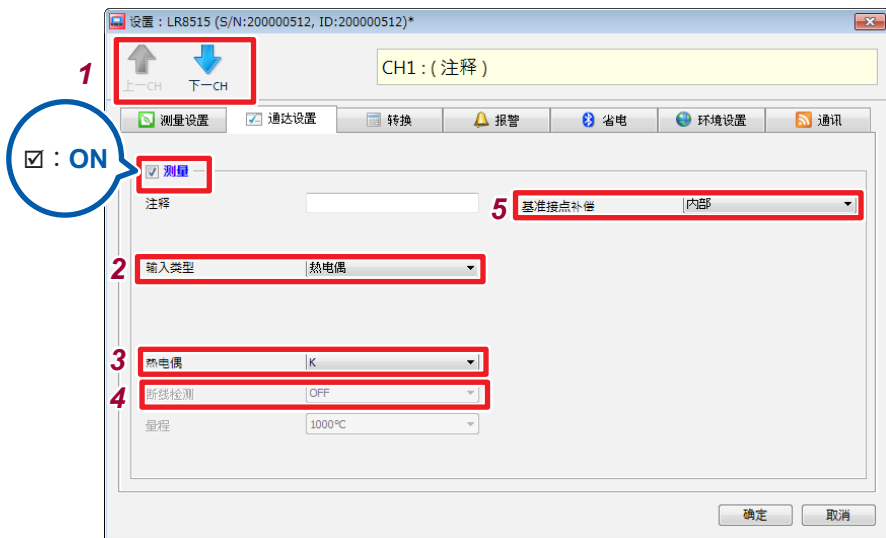 设置：LR8515 (S/N:200000512, ID:200000512)*
1
上一CH
下一CH
CH1 : ( 注释 )
测量设置
通达设置
转换
报警
省电
环境设置
通讯
☑：ON
测量
注释
5
基准接点补偿
内部
2
输入类型
热电偶
3
热电偶
K
4
断线检测
OFF
量程
1000℃
确定
取消